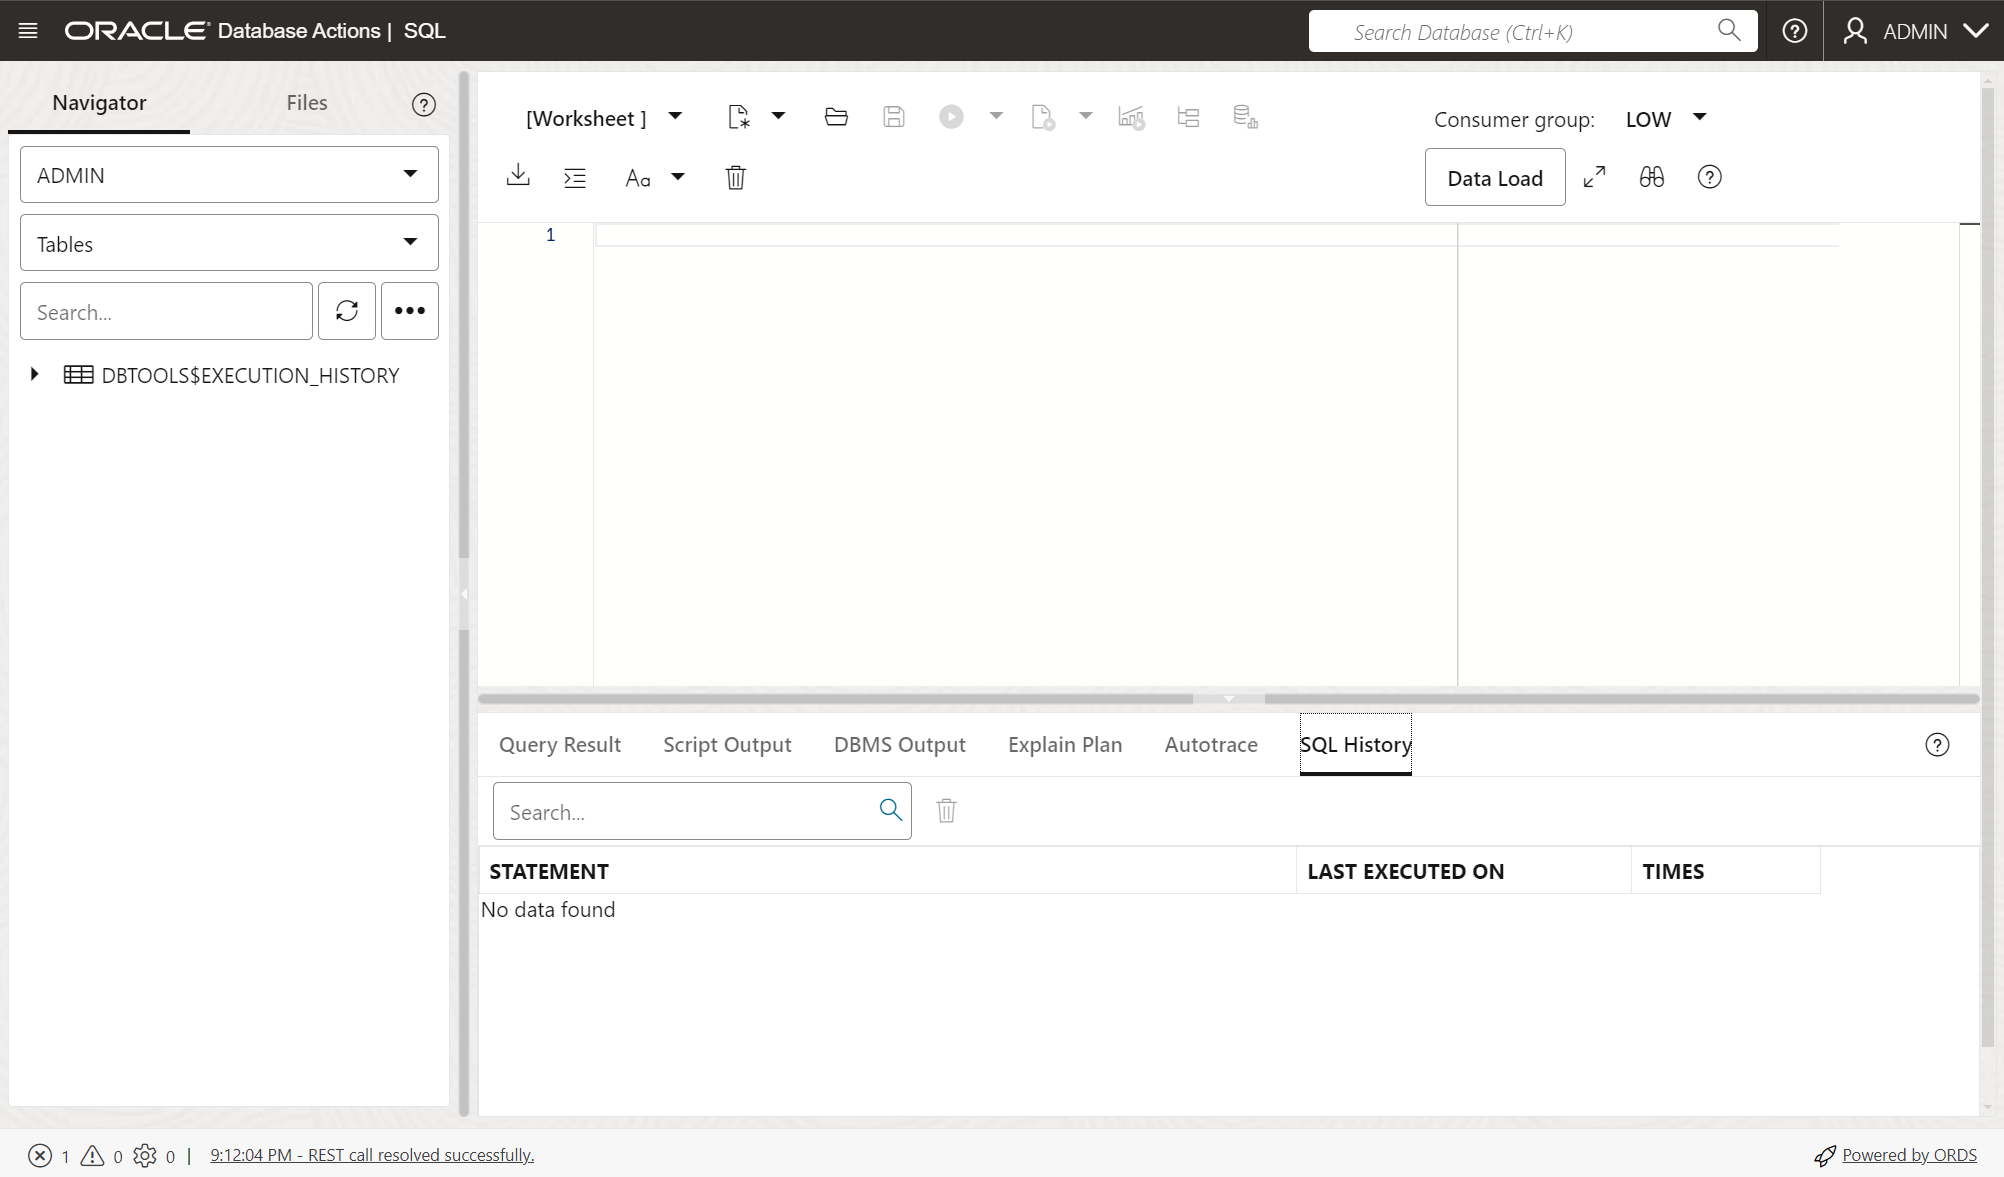 ORACLE Database Actions | SQL
Search Database (Ctrl+K)
ADMIN
Navigator
Files
ADMIN
Tables
Search...
DBTOOLS$EXECUTION_HISTORY
[Worksheet ]
Consumer group: LOW
Aa
Data Load
1
Query Result
Script Output
DBMS Output
Explain Plan
Autotrace
SQL History
Search...
STATEMENT
LAST EXECUTED ON
TIMES
No data found
1 0 0 | 9:12:04 PM - REST call resolved successfully.
Powered by ORDS